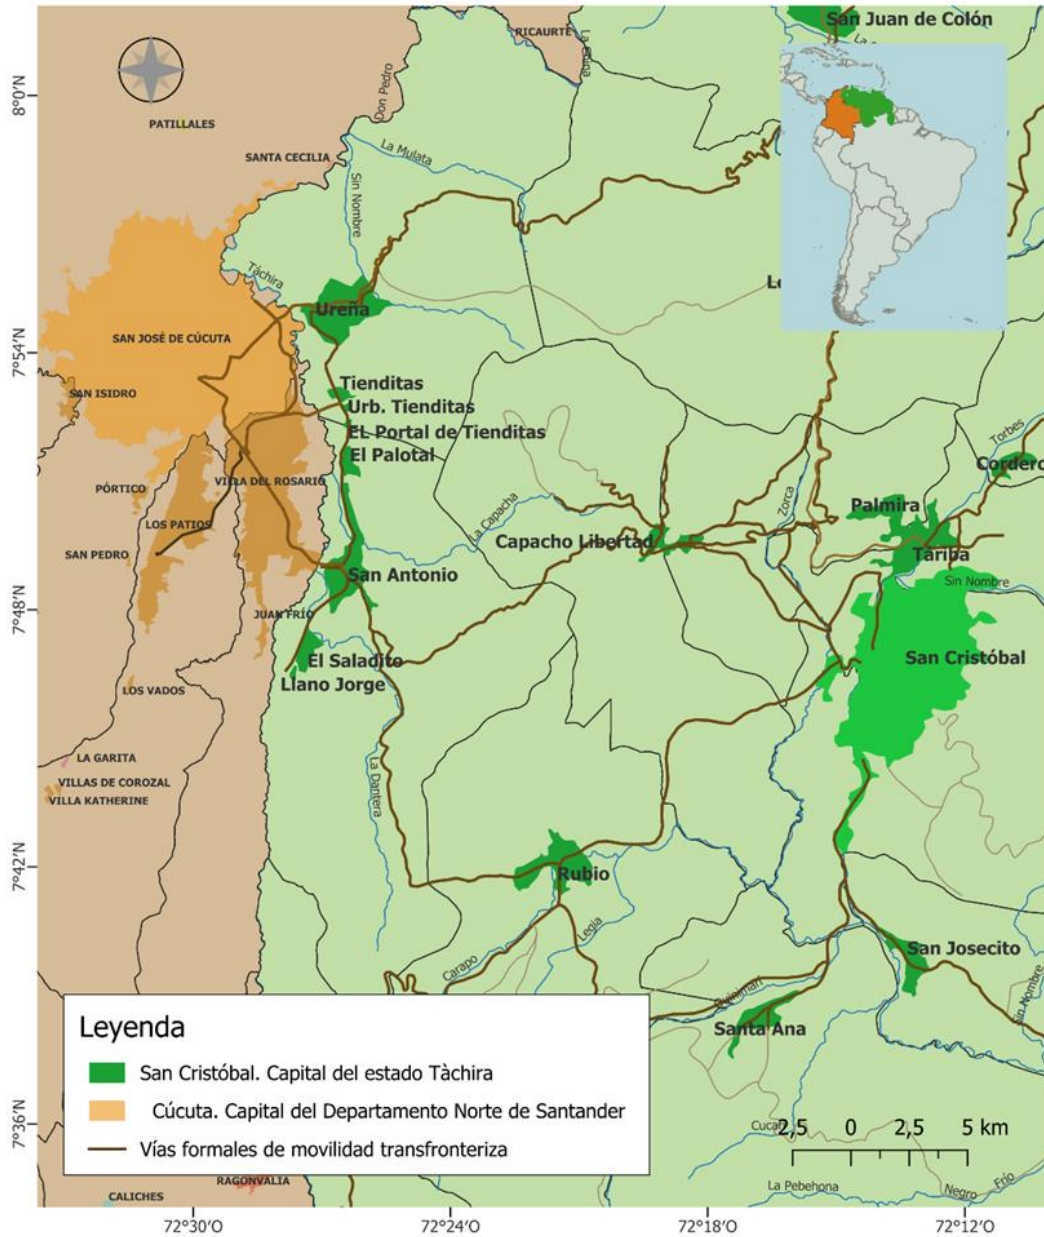 San Juan de Colón
RICAURTE
La China
Don Pedro
8°0'N
PATILLALES
La Mulata
SANTA CECILIA
Sin Nombre
Táchira
Ureña
SAN JOSÉ DE CÚCUTA
7°54'N
Tienditas
SAN ISIDRO
Urb. Tienditas
EL Portal de Tienditas
Torbes
El Palotal
Cordero
VILLA DEL ROSARIO
PÓRTICO
La Capacha
Zorca
Palmira
LOS PATIOS
Capacho Libertad
SAN PEDRO
Táriba
San Antonio
Sin Nombre
7°48'N
JUAN FRÍO
El Saladito
San Cristóbal
Llano Jorge
LOS VADOS
LA GARITA
La Dantera
VILLAS DE COROZAL
VILLA KATHERINE
7°42'N
Rubio
Legia
Carapo
San Josecito
Quinimarí
Sin Nombre
Santa Ana
Leyenda
San Cristóbal. Capital del estado Tàchira
Cúcuta. Capital del Departamento Norte de Santander
Vías formales de movilidad transfronteriza
7°36'N
Cucan
2,5 0 2,5 5 km
RAGONVALIA
CALICHES
La Pebehona
Negro
Frío
72°30'O 72°24'O 72°18'O 72°12'O